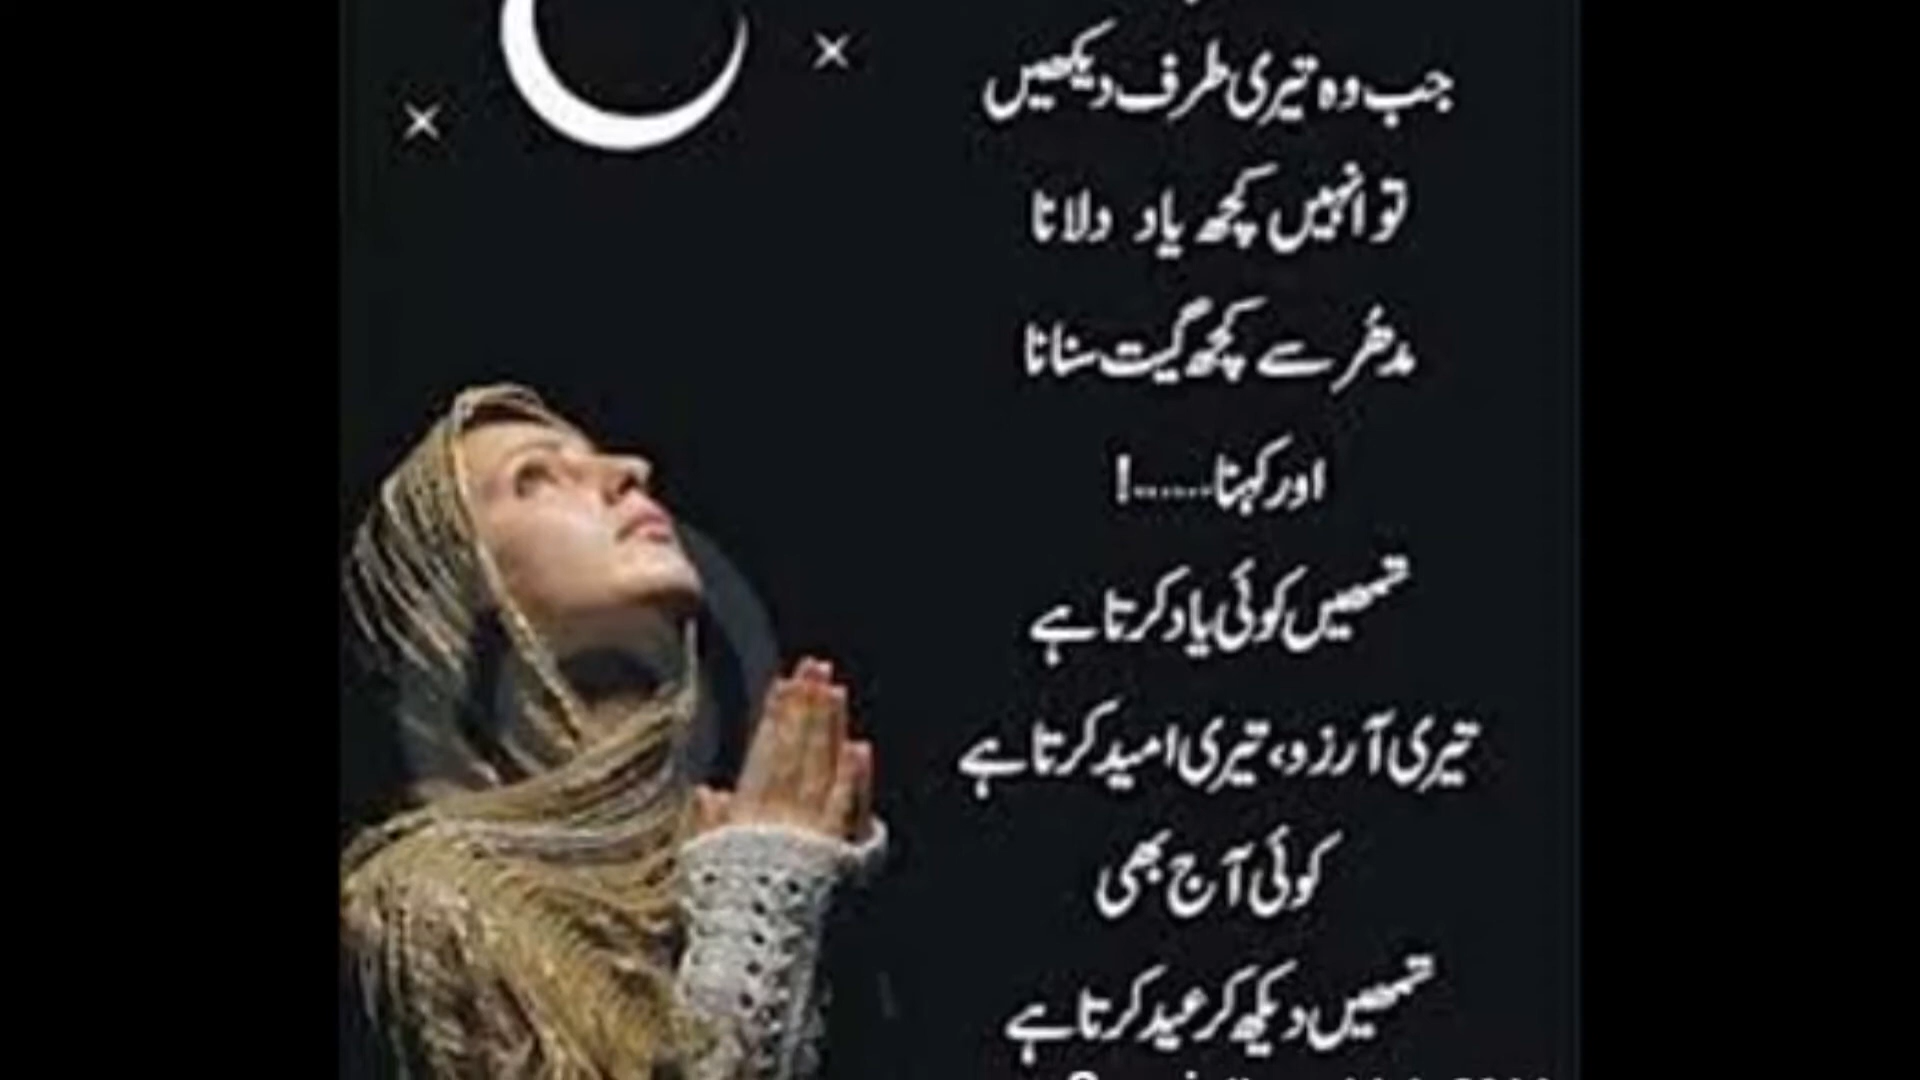 جب وہ تیری طرف دیکھیں
تو انہیں کچھ یاد دلانا
مدھُر سے کچھ گیت سنانا
اور کہنا......!
تمھیں کوئی یاد کرتا ہے
تیری آرزو، تیری امید کرتا ہے
کوئی آج بھی
تمھیں دیکھ کر عید کرتا ہے